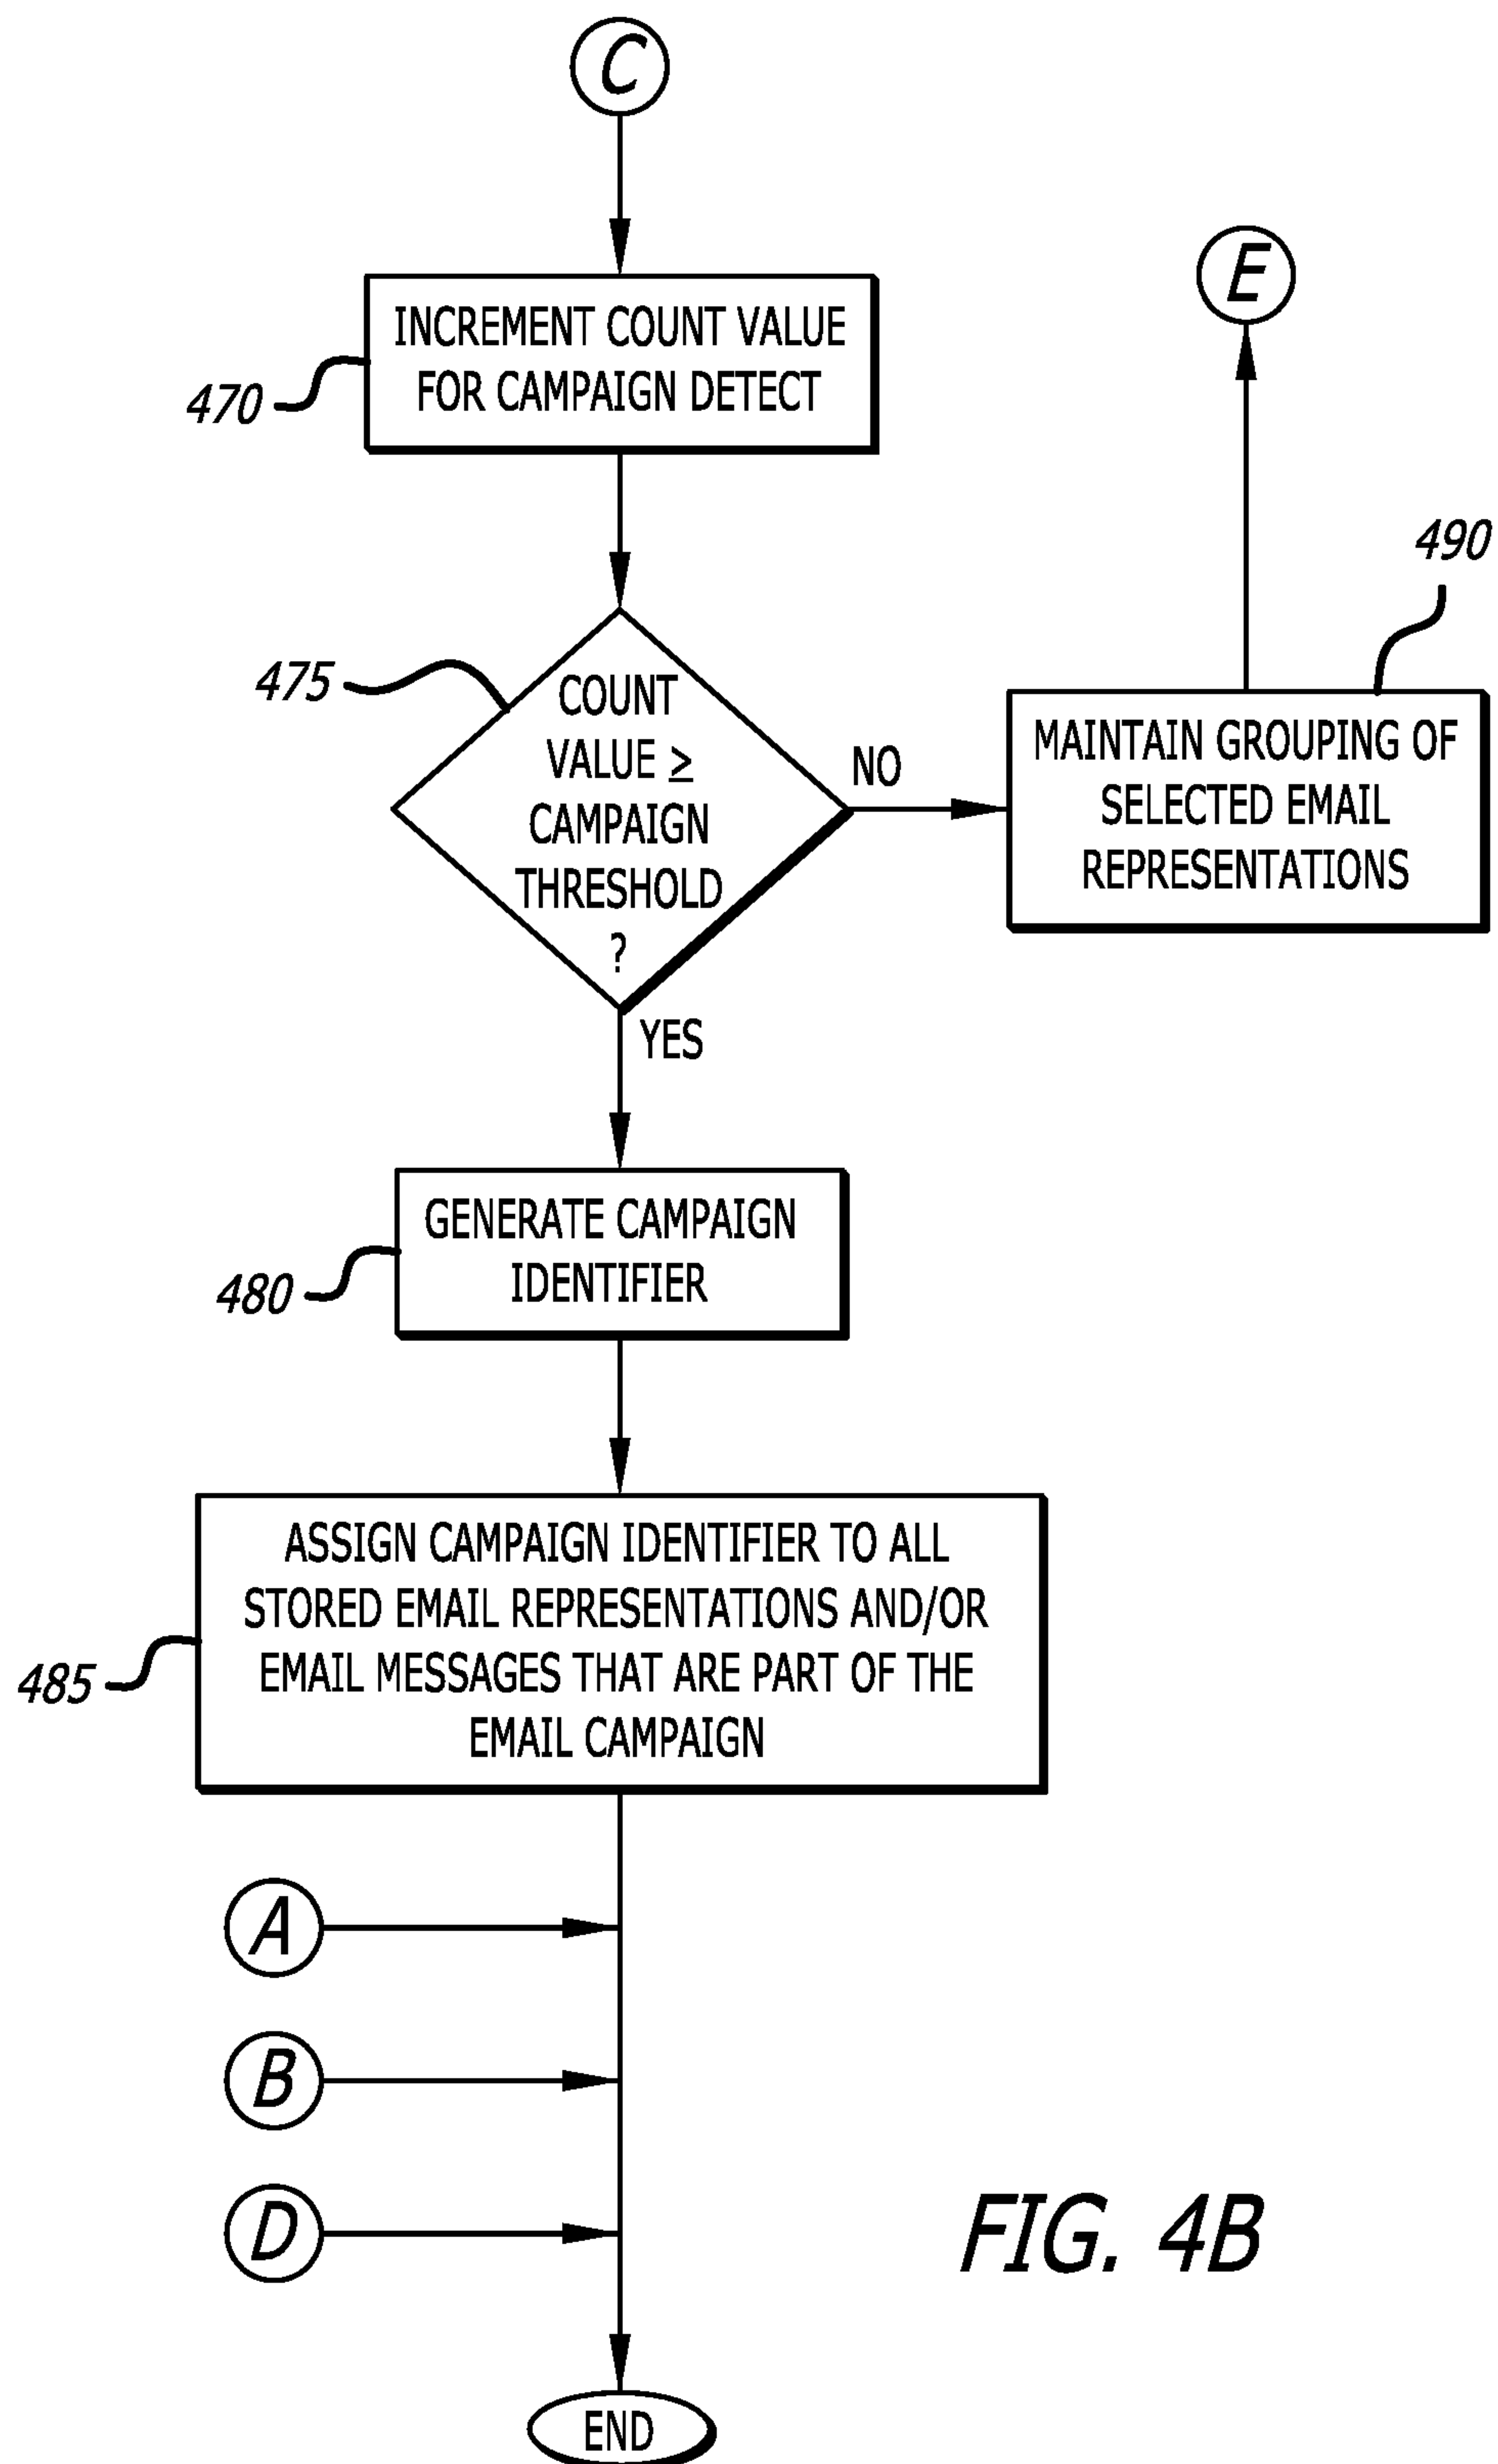 C
INCREMENT COUNT VALUE
FOR CAMPAIGN DETECT
470
E
490
475
COUNT
VALUE ≥
CAMPAIGN
THRESHOLD
?
NO
MAINTAIN GROUPING OF
SELECTED EMAIL
REPRESENTATIONS
YES
GENERATE CAMPAIGN
IDENTIFIER
480
ASSIGN CAMPAIGN IDENTIFIER TO ALL
STORED EMAIL REPRESENTATIONS AND/OR
EMAIL MESSAGES THAT ARE PART OF THE
EMAIL CAMPAIGN
485
A
B
D
FIG. 4B
END